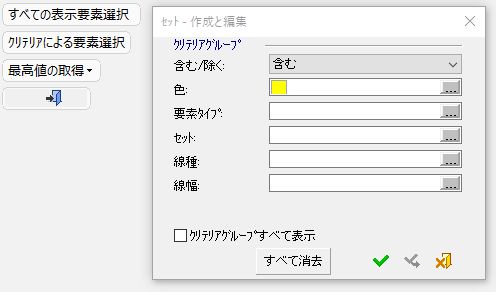 すべての表示要素選択
ｸﾘﾃﾘｱによる要素選択
最高値の取得
ｾｯﾄ - 作成と編集
ｸﾘﾃﾘｱｸﾞﾙｰﾌﾟ
含む/除く: 含む
色: ...
要素ﾀｲﾌﾟ: ...
ｾｯﾄ: ...
線種: ...
線幅: ...
ｸﾘﾃﾘｱｸﾞﾙｰﾌﾟすべて表示
すべて消去